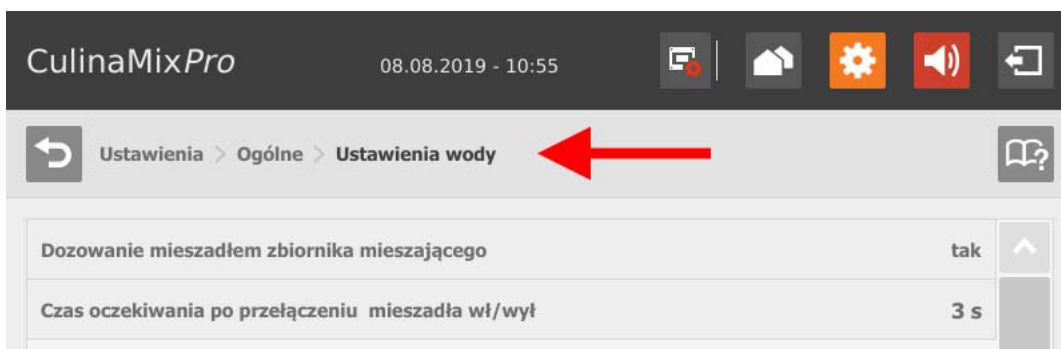 CulinaMixPro 08.08.2019 - 10:55
Ustawienia > Ogólne > Ustawienia wody
Dozowanie mieszadłem zbiornika mieszającego tak
Czas oczekiwania po przełączeniu mieszadła wł/wył 3 s